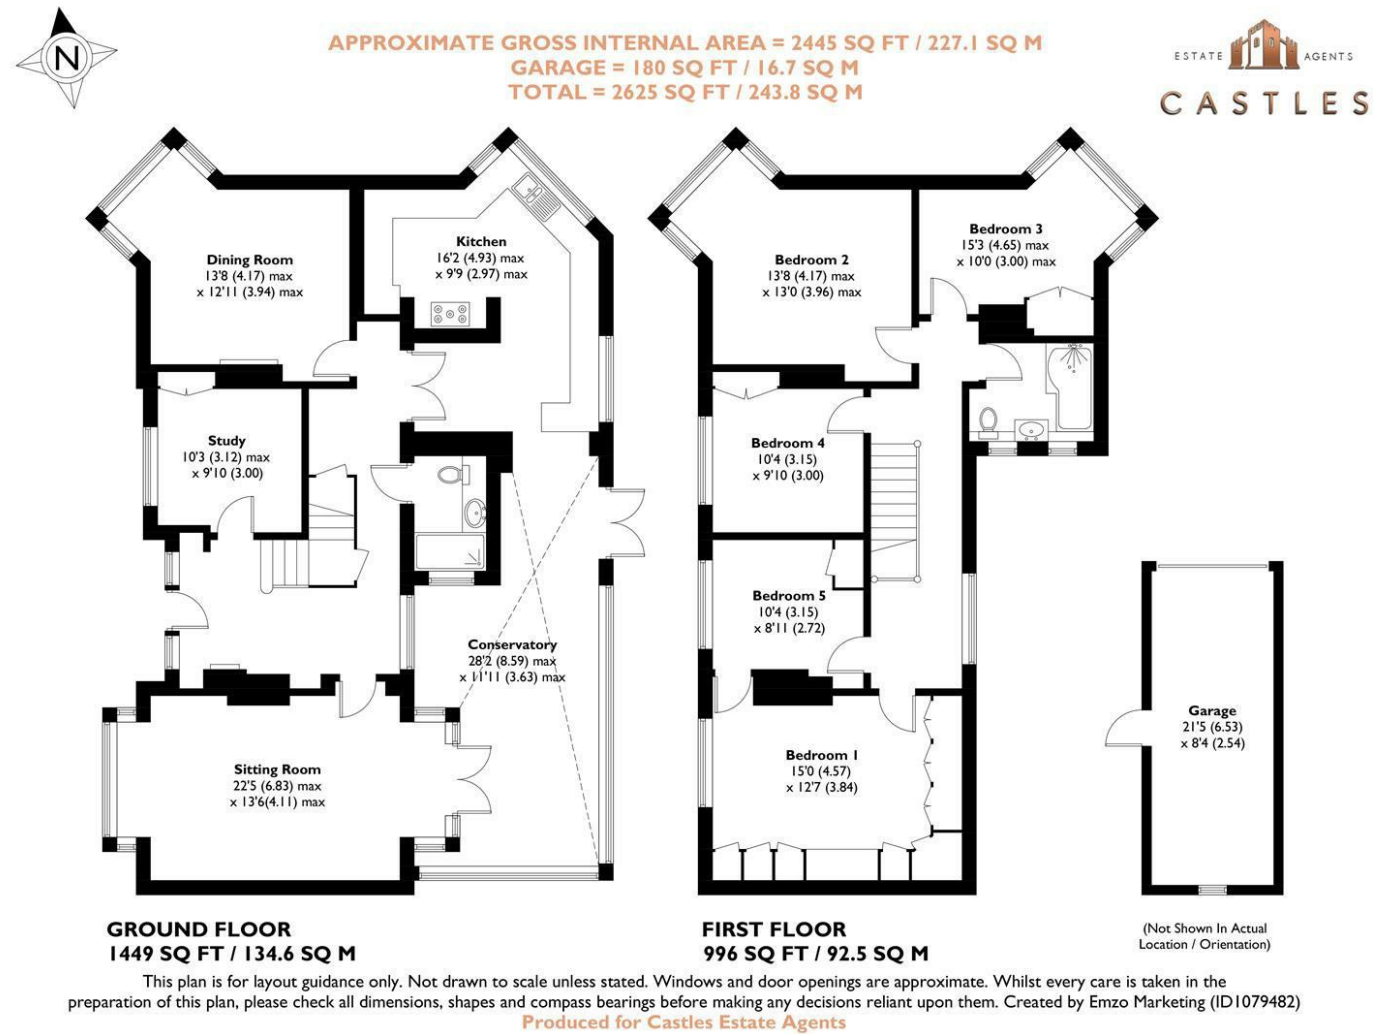 N
APPROXIMATE GROSS INTERNAL AREA = 2445 SQ FT / 227.1 SQ M
GARAGE = 180 SQ FT / 16.7 SQ M
TOTAL = 2625 SQ FT / 243.8 SQ M
ESTATE AGENTS
CASTLES
Dining Room
13'8 (4.17) max
x 12'11 (3.94) max
Kitchen
16'2 (4.93) max
x 9'9 (2.97) max
Study
10'3 (3.12) max
x 9'10 (3.00)
Conservatory
28'2 (8.59) max
x 11'11 (3.63) max
Sitting Room
22'5 (6.83) max
x 13'6(4.11) max
Bedroom 2
13'8 (4.17) max
x 13'0 (3.96) max
Bedroom 3
15'3 (4.65) max
x 10'0 (3.00) max
Bedroom 4
10'4 (3.15)
x 9'10 (3.00)
Bedroom 5
10'4 (3.15)
x 8'11 (2.72)
Bedroom 1
15'0 (4.57)
x 12'7 (3.84)
Garage
21'5 (6.53)
x 8'4 (2.54)
GROUND FLOOR
1449 SQ FT / 134.6 SQ M
FIRST FLOOR
996 SQ FT / 92.5 SQ M
(Not Shown In Actual
Location / Orientation)
This plan is for layout guidance only. Not drawn to scale unless stated. Windows and door openings are approximate. Whilst every care is taken in the
preparation of this plan, please check all dimensions, shapes and compass bearings before making any decisions reliant upon them. Created by Emzo Marketing (ID1079482)
Produced for Castles Estate Agents